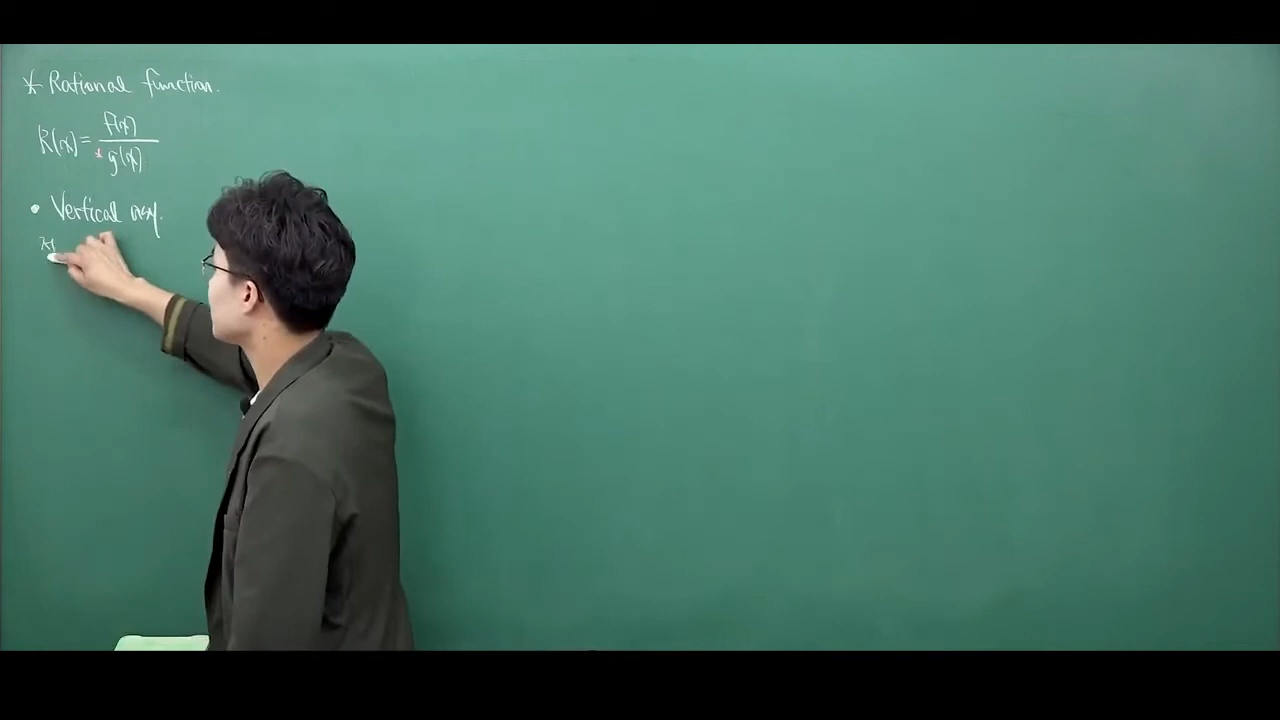 * Rational function.
R(x) = f(x) / * g(x)
• Vertical asy.